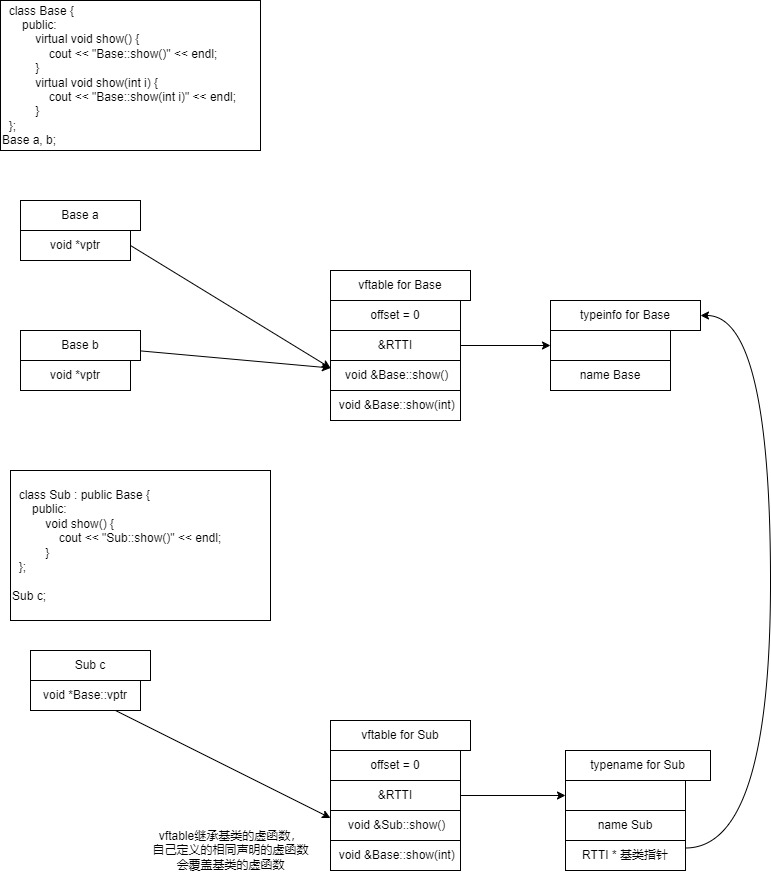 class Base {
public:
virtual void show() {
cout << "Base::show()" << endl;
}
virtual void show(int i) {
cout << "Base::show(int i)" << endl;
}
};
Base a, b;
Base a
void *vptr
Base b
void *vptr
vftable for Base
offset = 0
&RTTI
void &Base::show()
void &Base::show(int)
typeinfo for Base
name Base
class Sub : public Base {
public:
void show() {
cout << "Sub::show()" << endl;
}
};
Sub c;
Sub c
void *Base::vptr
vftable for Sub
offset = 0
&RTTI
void &Sub::show()
void &Base::show(int)
typename for Sub
name Sub
RTTI * 基类指针
vftable继承基类的虚函数,
自己定义的相同声明的虚函数
会覆盖基类的虚函数